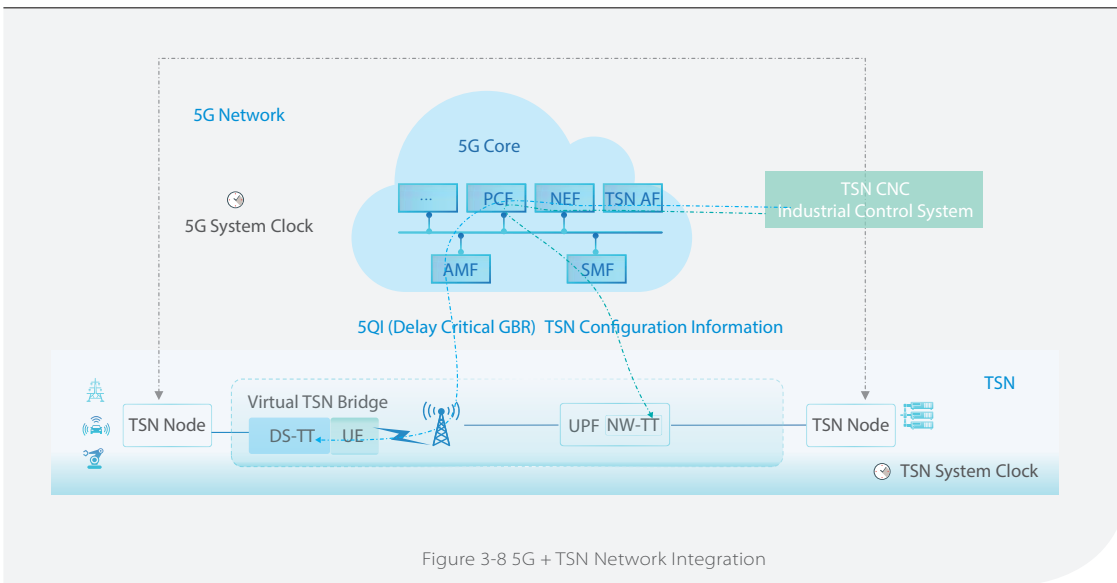 5G Network
5G Core
... PCF NEF TSN AF
TSN CNC
Industrial Control System
5G System Clock
AMF SMF
5QI (Delay Critical GBR) TSN Configuration Information
TSN
Virtual TSN Bridge
TSN Node DS-TT UE UPF NW-TT TSN Node
TSN System Clock
Figure 3-8 5G + TSN Network Integration